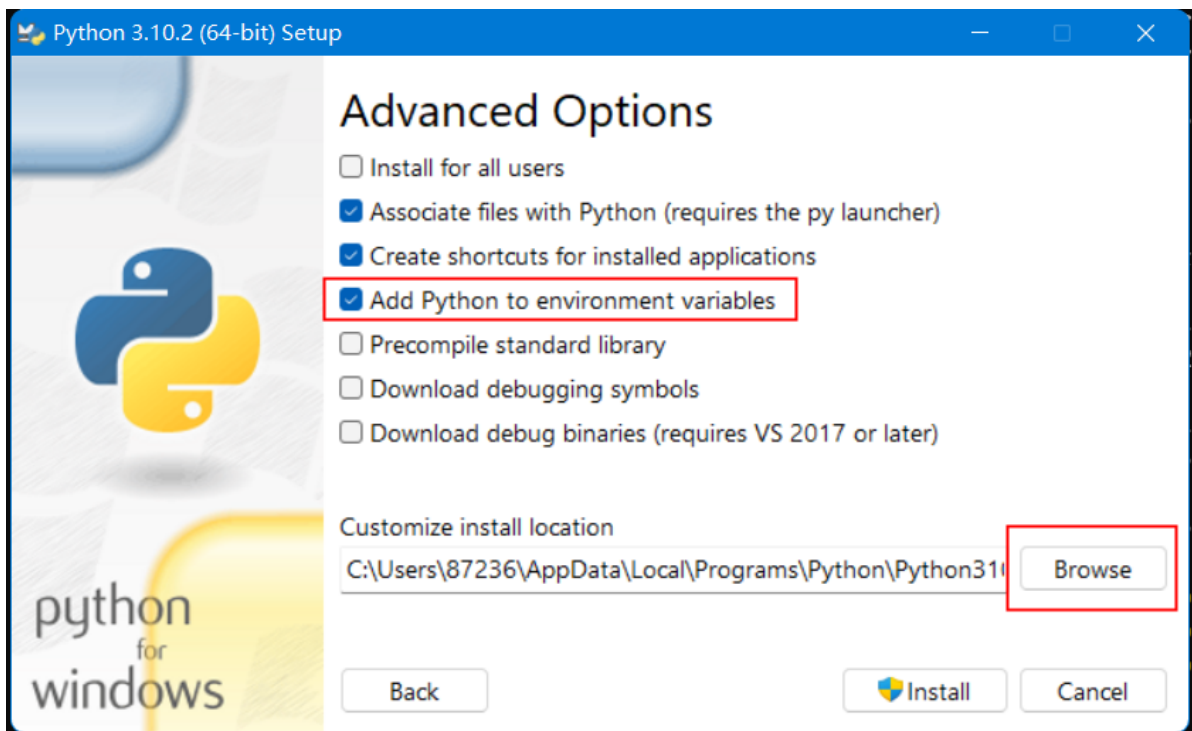 Python 3.10.2 (64-bit) Setup
Advanced Options
Install for all users
Associate files with Python (requires the py launcher)
Create shortcuts for installed applications
Add Python to environment variables
Precompile standard library
Download debugging symbols
Download debug binaries (requires VS 2017 or later)
Customize install location
C:\Users\87236\AppData\Local\Programs\Python\Python31
Browse
python
for
windows
Back
Install
Cancel